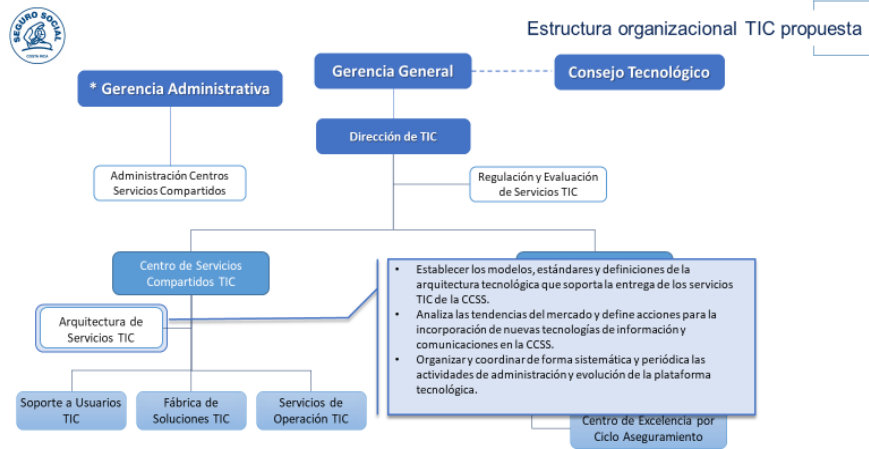 SEGURO SOCIAL
COSTA RICA
Estructura organizacional TIC propuesta
Gerencia General
Consejo Tecnológico
* Gerencia Administrativa
Dirección de TIC
Administración Centros
Servicios Compartidos
Regulación y Evaluación
de Servicios TIC
Centro de Servicios
Compartidos TIC
• Establecer los modelos, estándares y definiciones de la
arquitectura tecnológica que soporta la entrega de los servicios
TIC de la CCSS.
• Analiza las tendencias del mercado y define acciones para la
incorporación de nuevas tecnologías de información y
comunicaciones en la CCSS.
• Organizar y coordinar de forma sistemática y periódica las
actividades de administración y evolución de la plataforma
tecnológica.
Arquitectura de
Servicios TIC
Soporte a Usuarios
TIC
Fábrica de
Soluciones TIC
Servicios de
Operación TIC
Centro de Excelencia por
Ciclo Aseguramiento